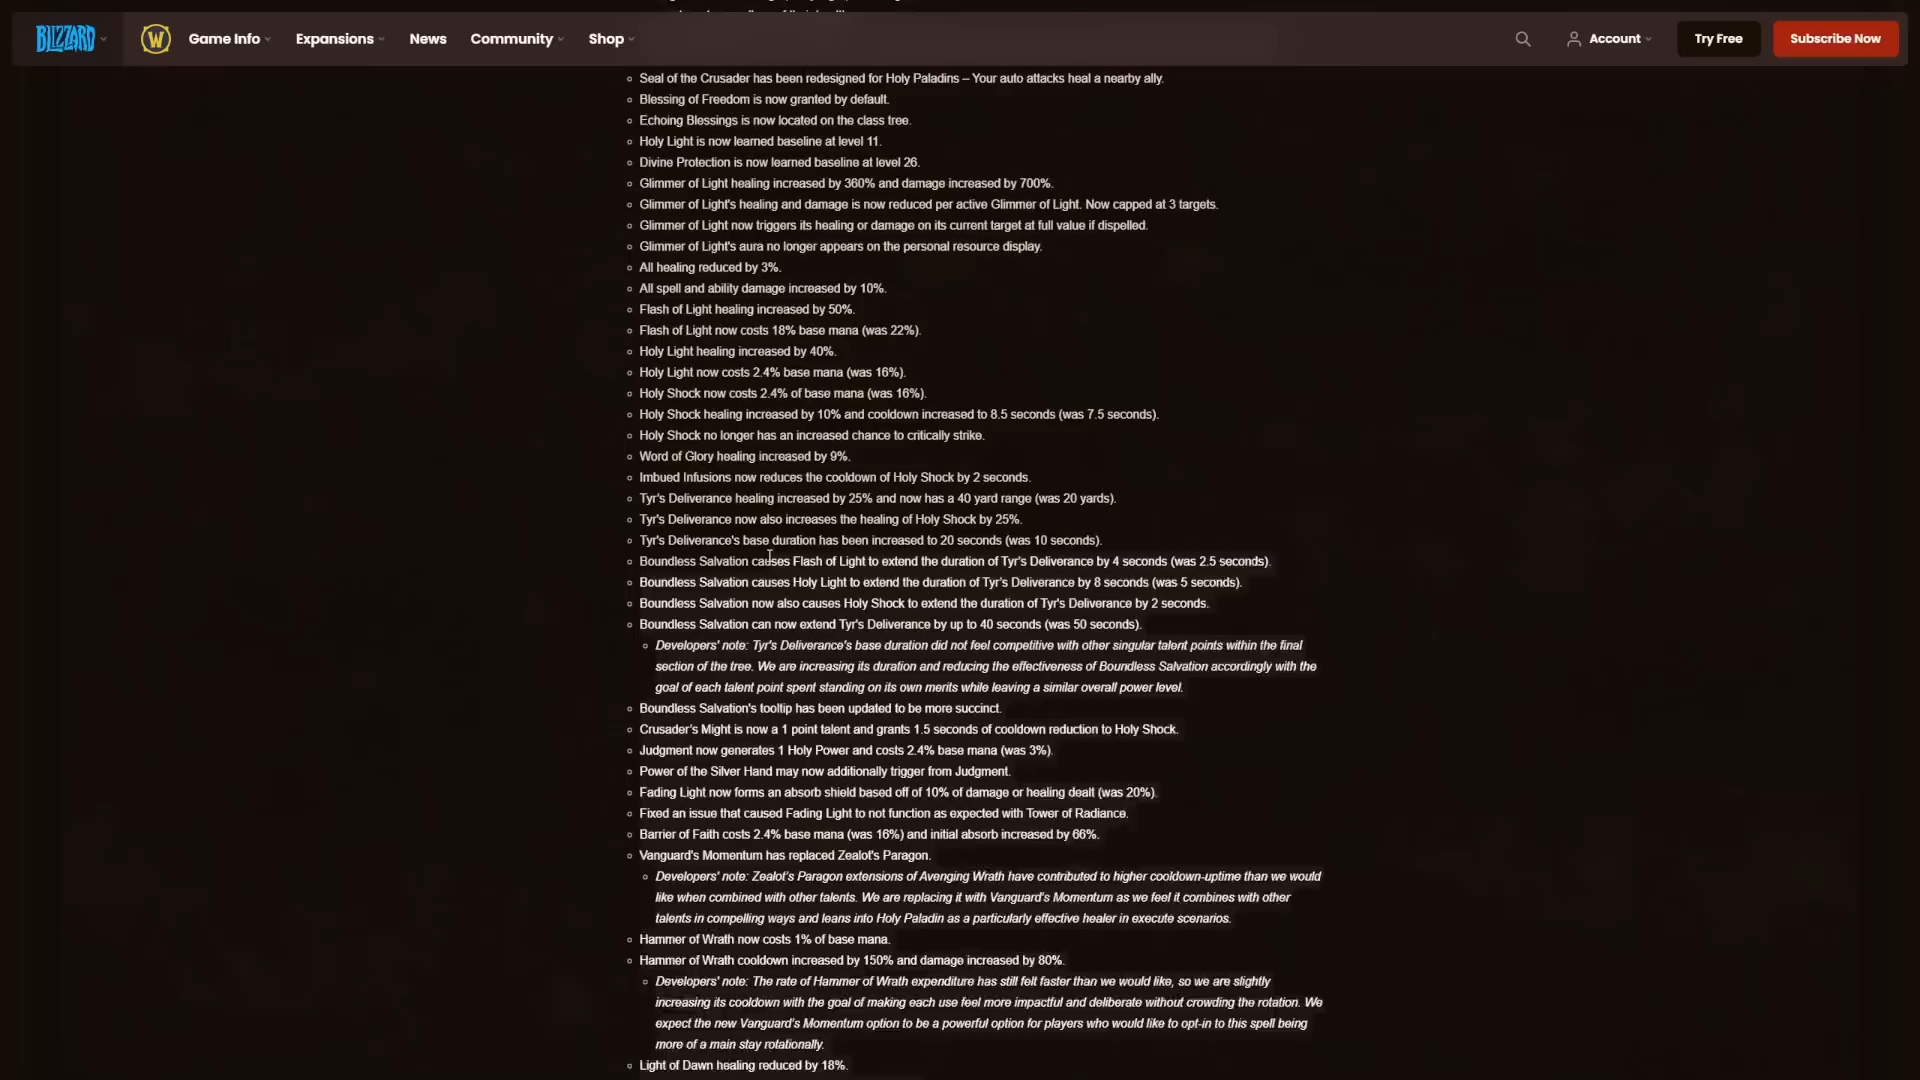 BLIZZARD
W
Game Info
Expansions
News
Community
Shop
Account
Try Free
Subscribe Now
Seal of the Crusader has been redesigned for Holy Paladins – Your auto attacks heal a nearby ally.
Blessing of Freedom is now granted by default.
Echoing Blessings is now located on the class tree.
Holy Light is now learned baseline at level 11.
Divine Protection is now learned baseline at level 26.
Glimmer of Light healing increased by 360% and damage increased by 700%.
Glimmer of Light's healing and damage is now reduced per active Glimmer of Light. Now capped at 3 targets.
Glimmer of Light now triggers its healing or damage on its current target at full value if dispelled.
Glimmer of Light's aura no longer appears on the personal resource display.
All healing reduced by 3%.
All spell and ability damage increased by 10%.
Flash of Light healing increased by 50%.
Flash of Light now costs 18% base mana (was 22%).
Holy Light healing increased by 40%.
Holy Light now costs 2.4% base mana (was 16%).
Holy Shock now costs 2.4% of base mana (was 16%).
Holy Shock healing increased by 10% and cooldown increased to 8.5 seconds (was 7.5 seconds).
Holy Shock no longer has an increased chance to critically strike.
Word of Glory healing increased by 9%.
Imbued Infusions now reduces the cooldown of Holy Shock by 2 seconds.
Tyr's Deliverance healing increased by 25% and now has a 40 yard range (was 20 yards).
Tyr's Deliverance now also increases the healing of Holy Shock by 25%.
Tyr's Deliverance's base duration has been increased to 20 seconds (was 10 seconds).
Boundless Salvation causes Flash of Light to extend the duration of Tyr's Deliverance by 4 seconds (was 2.5 seconds).
Boundless Salvation causes Holy Light to extend the duration of Tyr's Deliverance by 8 seconds (was 5 seconds).
Boundless Salvation now also causes Holy Shock to extend the duration of Tyr's Deliverance by 2 seconds.
Boundless Salvation can now extend Tyr's Deliverance by up to 40 seconds (was 50 seconds).
Developers' note: Tyr's Deliverance's base duration did not feel competitive with other singular talent points within the final
section of the tree. We are increasing its duration and reducing the effectiveness of Boundless Salvation accordingly with the
goal of each talent point spent standing on its own merits while leaving a similar overall power level.
Boundless Salvation's tooltip has been updated to be more succinct.
Crusader's Might is now a 1 point talent and grants 1.5 seconds of cooldown reduction to Holy Shock.
Judgment now generates 1 Holy Power and costs 2.4% base mana (was 3%).
Power of the Silver Hand may now additionally trigger from Judgment.
Fading Light now forms an absorb shield based off of 10% of damage or healing dealt (was 20%).
Fixed an issue that caused Fading Light to not function as expected with Tower of Radiance.
Barrier of Faith costs 2.4% base mana (was 16%) and initial absorb increased by 66%.
Vanguard's Momentum has replaced Zealot's Paragon.
Developers' note: Zealot's Paragon extensions of Avenging Wrath have contributed to higher cooldown-uptime than we would
like when combined with other talents. We are replacing it with Vanguard's Momentum as we feel it combines with other
talents in compelling ways and leans into Holy Paladin as a particularly effective healer in execute scenarios.
Hammer of Wrath now costs 1% of base mana.
Hammer of Wrath cooldown increased by 150% and damage increased by 80%.
Developers' note: The rate of Hammer of Wrath expenditure has still felt faster than we would like, so we are slightly
increasing its cooldown with the goal of making each use feel more impactful and deliberate without crowding the rotation. We
expect the new Vanguard's Momentum option to be a powerful option for players who would like to opt-in to this spell being
more of a main stay rotationally.
Light of Dawn healing reduced by 18%.